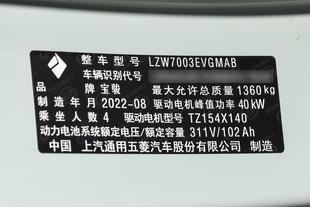 整车型号 LZW7003EVGMAB
车辆识别代号
品牌 宝骏 最大允许总质量 1360kg
制造年月 2022-08 驱动电机峰值功率 40kW
乘坐人数 4 驱动电机型号 TZ154X140
动力电池系统额定电压/额定容量 311V/102Ah
中国 上汽通用五菱汽车股份有限公司 制造